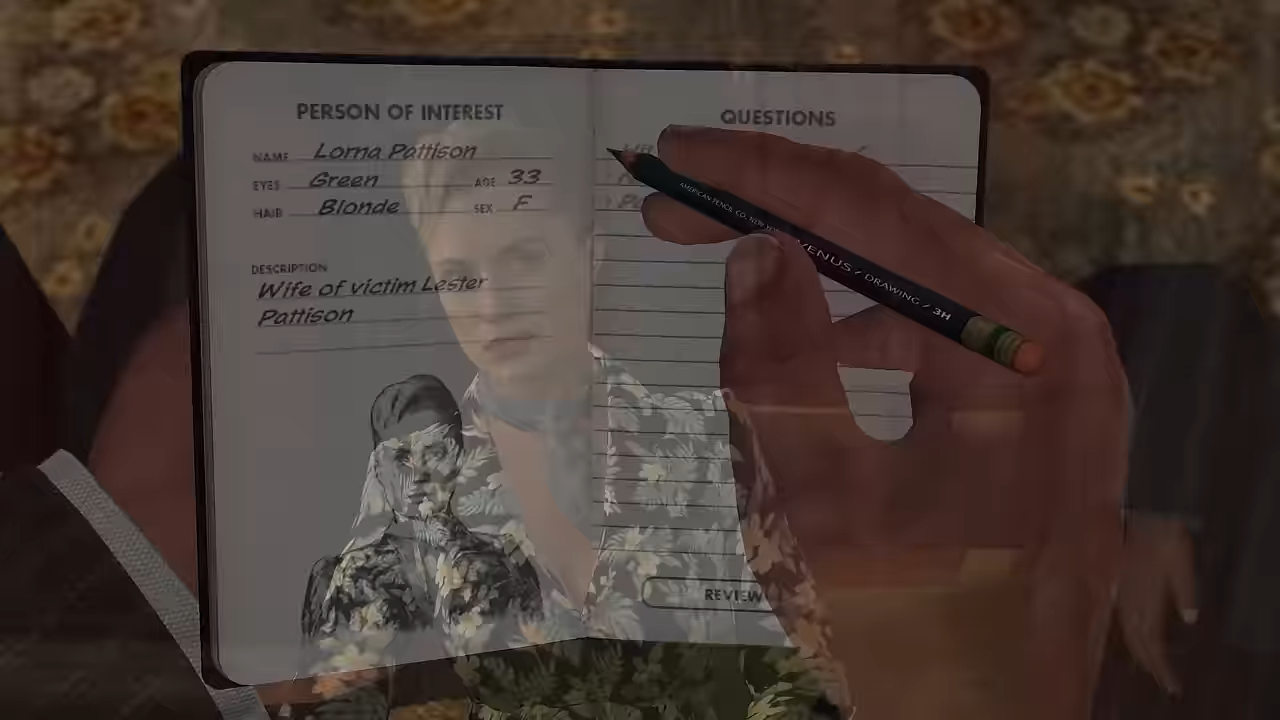 PERSON OF INTEREST
NAME Lorna Pattison
EYES Green AGE 33
HAIR Blonde SEX F
DESCRIPTION
Wife of victim Lester
Pattison
QUESTIONS
AMERICAN PENCIL CO. NEW YORK VENUS / DRAWING / 3H
REVIEW